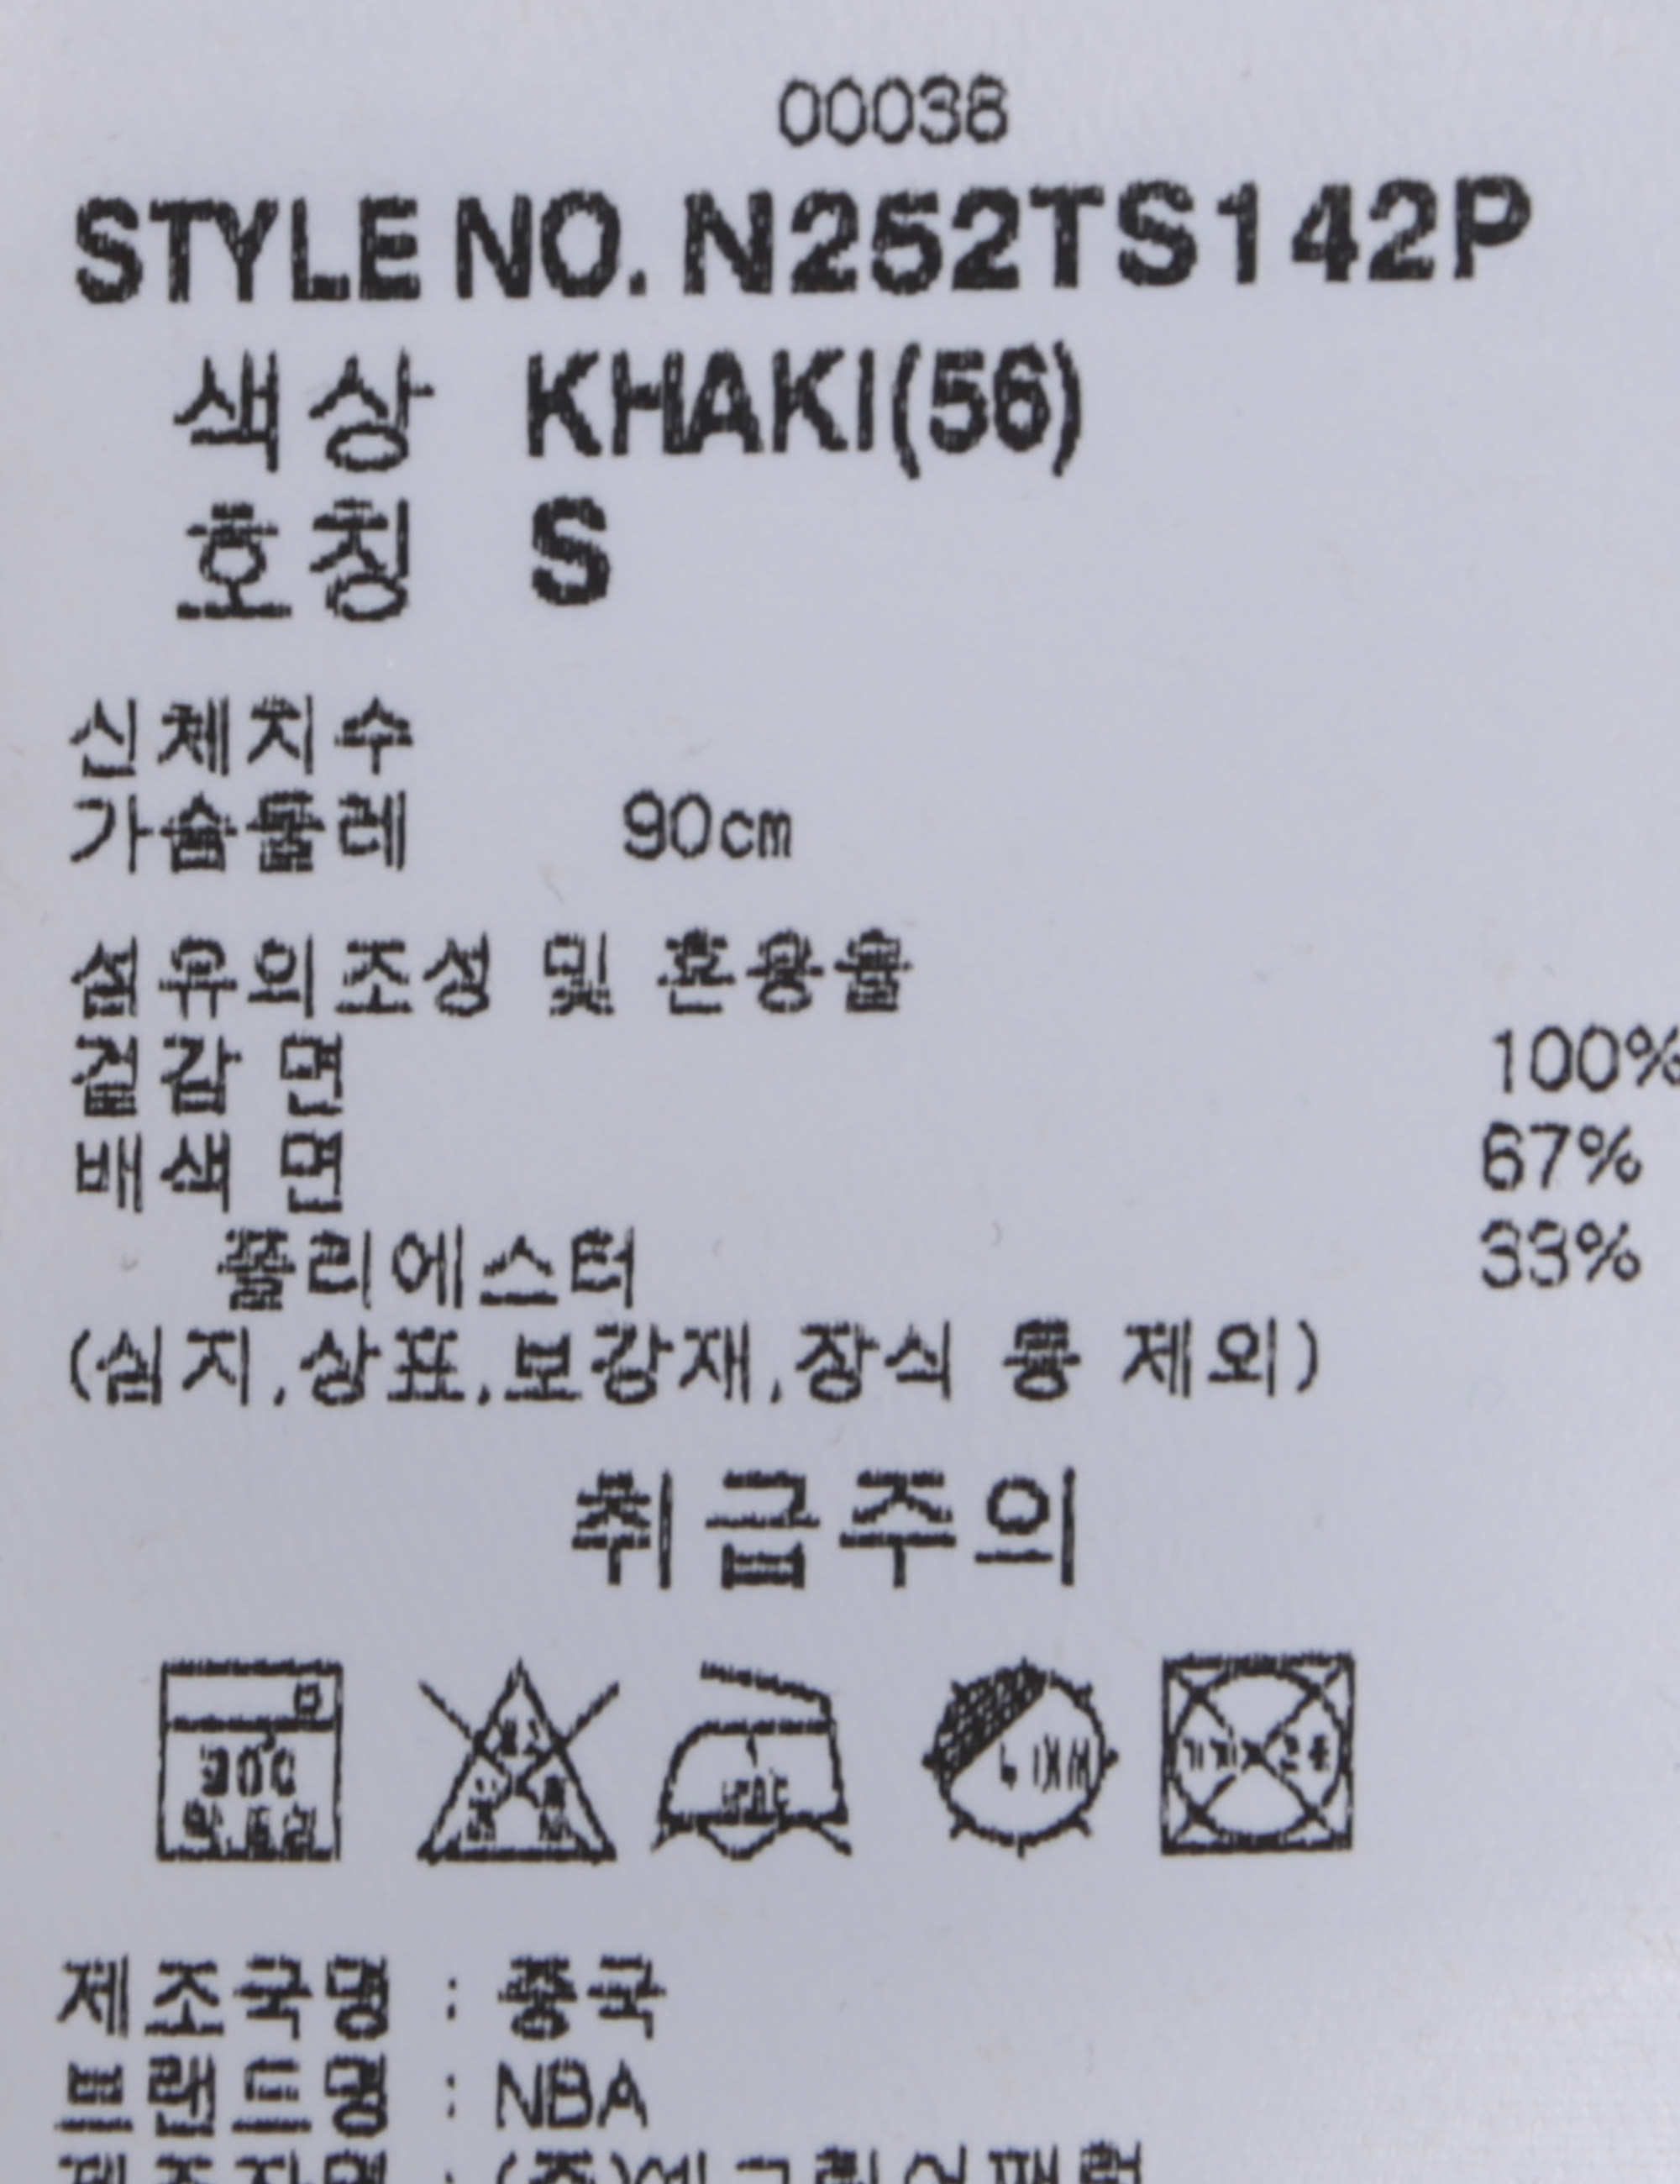 00038
STYLE NO. N252TS142P
색상 KHAKI(56)
호칭 S
신체치수
가슴둘레 90cm
섬유의조성 및 혼용율
겉감 면 100%
배색 면 67%
폴리에스터 33%
(심지,상표,보강재,장식 등 제외)
취급주의
제조국명 : 중국
브랜드명 : NBA